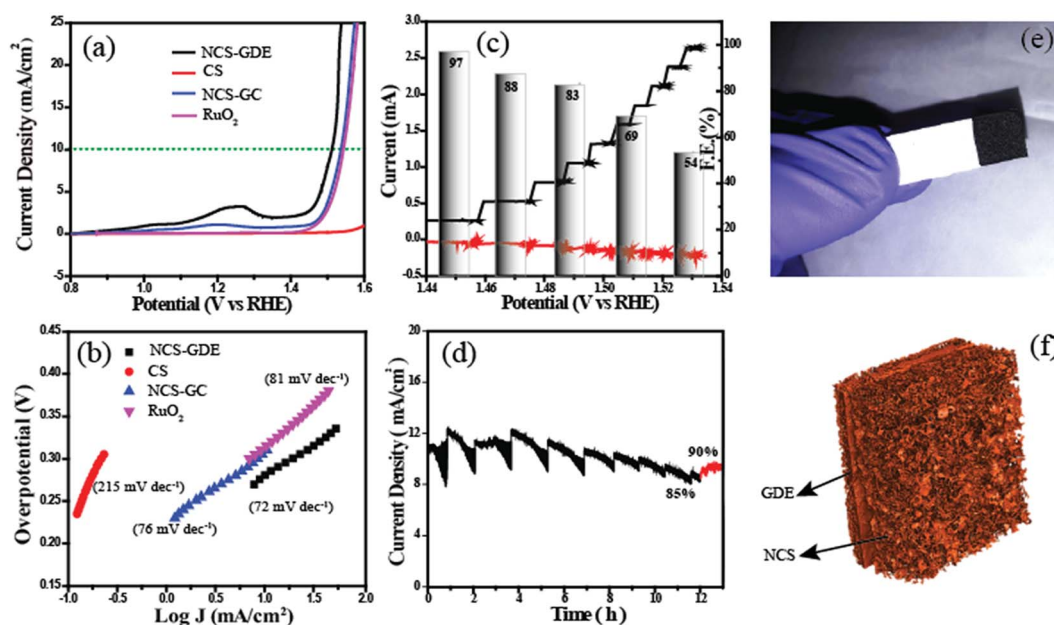 (a)
NCS-GDE
CS
NCS-GC
RuO₂
Current Density (mA/cm²)
25
20
15
10
5
0
5
0.8
1.0
1.2
1.4
1.6
Potential (V vs RHE)
(c)
97
88
83
69
54
Current (mA)
3.0
2.5
2.0
1.5
1.0
0.5
0.0
-0.5
F.E.(%)
100
80
60
40
20
0
1.44
1.46
1.48
1.50
1.52
1.54
Potential (V vs RHE)
(e)
(b)
NCS-GDE
CS
NCS-GC
RuO₂
(81 mV dec⁻¹)
(215 mV dec⁻¹)
(72 mV dec⁻¹)
(76 mV dec⁻¹)
Overpotential (V)
0.45
0.40
0.35
0.30
0.25
0.20
0.15
-1.0
-0.5
0.0
0.5
1.0
1.5
2.0
Log J (mA/cm²)
(d)
90%
85%
Current Density ( mA/cm²)
20
16
12
8
4
0
0
2
4
6
8
10
12
Time ( h)
(f)
GDE
NCS